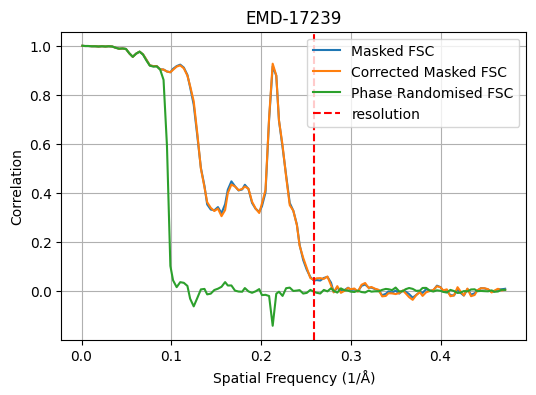 EMD-17239
Masked FSC
Corrected Masked FSC
Phase Randomised FSC
resolution
Correlation
1.0
0.8
0.6
0.4
0.2
0.0
0.0 0.1 0.2 0.3 0.4
Spatial Frequency (1/Å)